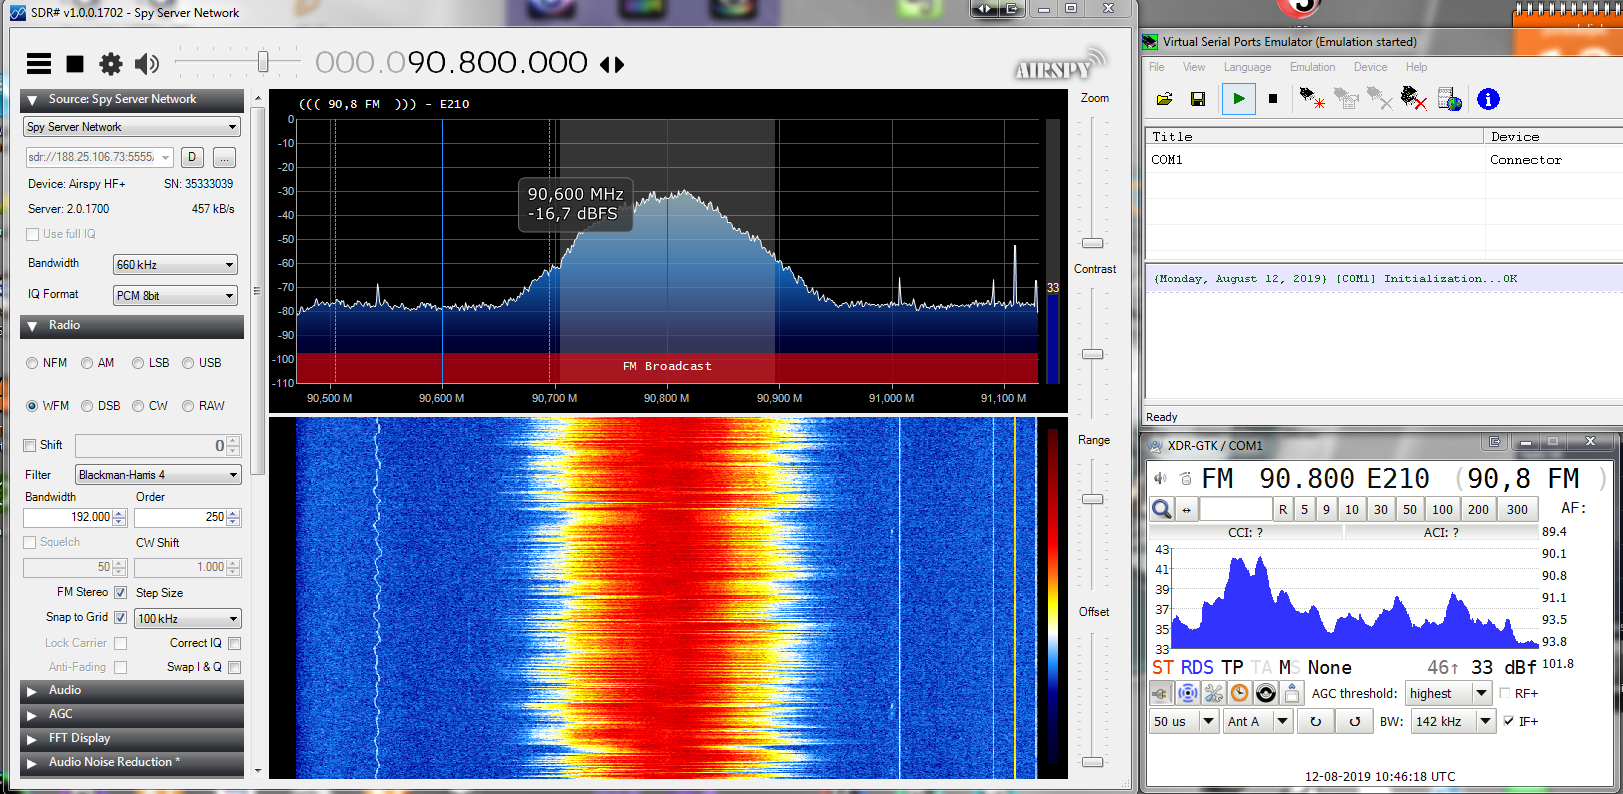 SDR# v1.0.0.1702 - Spy Server Network
000.090.800.000
AIRSPY
Source: Spy Server Network
Spy Server Network
sdr://188.25.106.73:5555/
D
...
Device: Airspy HF+ SN: 35333039
Server: 2.0.1700 457 kB/s
Use full IQ
Bandwidth 660 kHz
IQ Format PCM 8bit
Radio
NFM AM LSB USB
WFM DSB CW RAW
Shift 0
Filter Blackman-Harris 4
Bandwidth Order
192.000 250
Squelch CW Shift
50 1.000
FM Stereo Step Size
Snap to Grid 100 kHz
Lock Carrier Correct IQ
Anti-Fading Swap I & Q
Audio
AGC
FFT Display
Audio Noise Reduction *
((( 90,8 FM ))) - E210
0
-10
-20
-30
-40
-50
-60
-70
-80
-90
-100
-110
90,600 MHz
-16,7 dBFS
33
FM Broadcast
90,500 M 90,600 M 90,700 M 90,800 M 90,900 M 91,000 M 91,100 M
Zoom
Contrast
Range
Offset
Virtual Serial Ports Emulator (Emulation started)
File View Language Emulation Device Help
Title Device
COM1 Connector
{Monday, August 12, 2019} [COM1] Initialization...OK
Ready
XDR-GTK / COM1
FM 90.800 E210 (90,8 FM )
R 5 9 10 30 50 100 200 300
AF:
CCI: ? ACI: ?
89.4
90.1
90.8
91.1
93.5
93.8
101.8
43
41
39
37
35
33
ST RDS TP TA MS None 46↑ 33 dBf
AGC threshold: highest RF+
50 us Ant A ↻ ↺ BW: 142 kHz IF+
12-08-2019 10:46:18 UTC